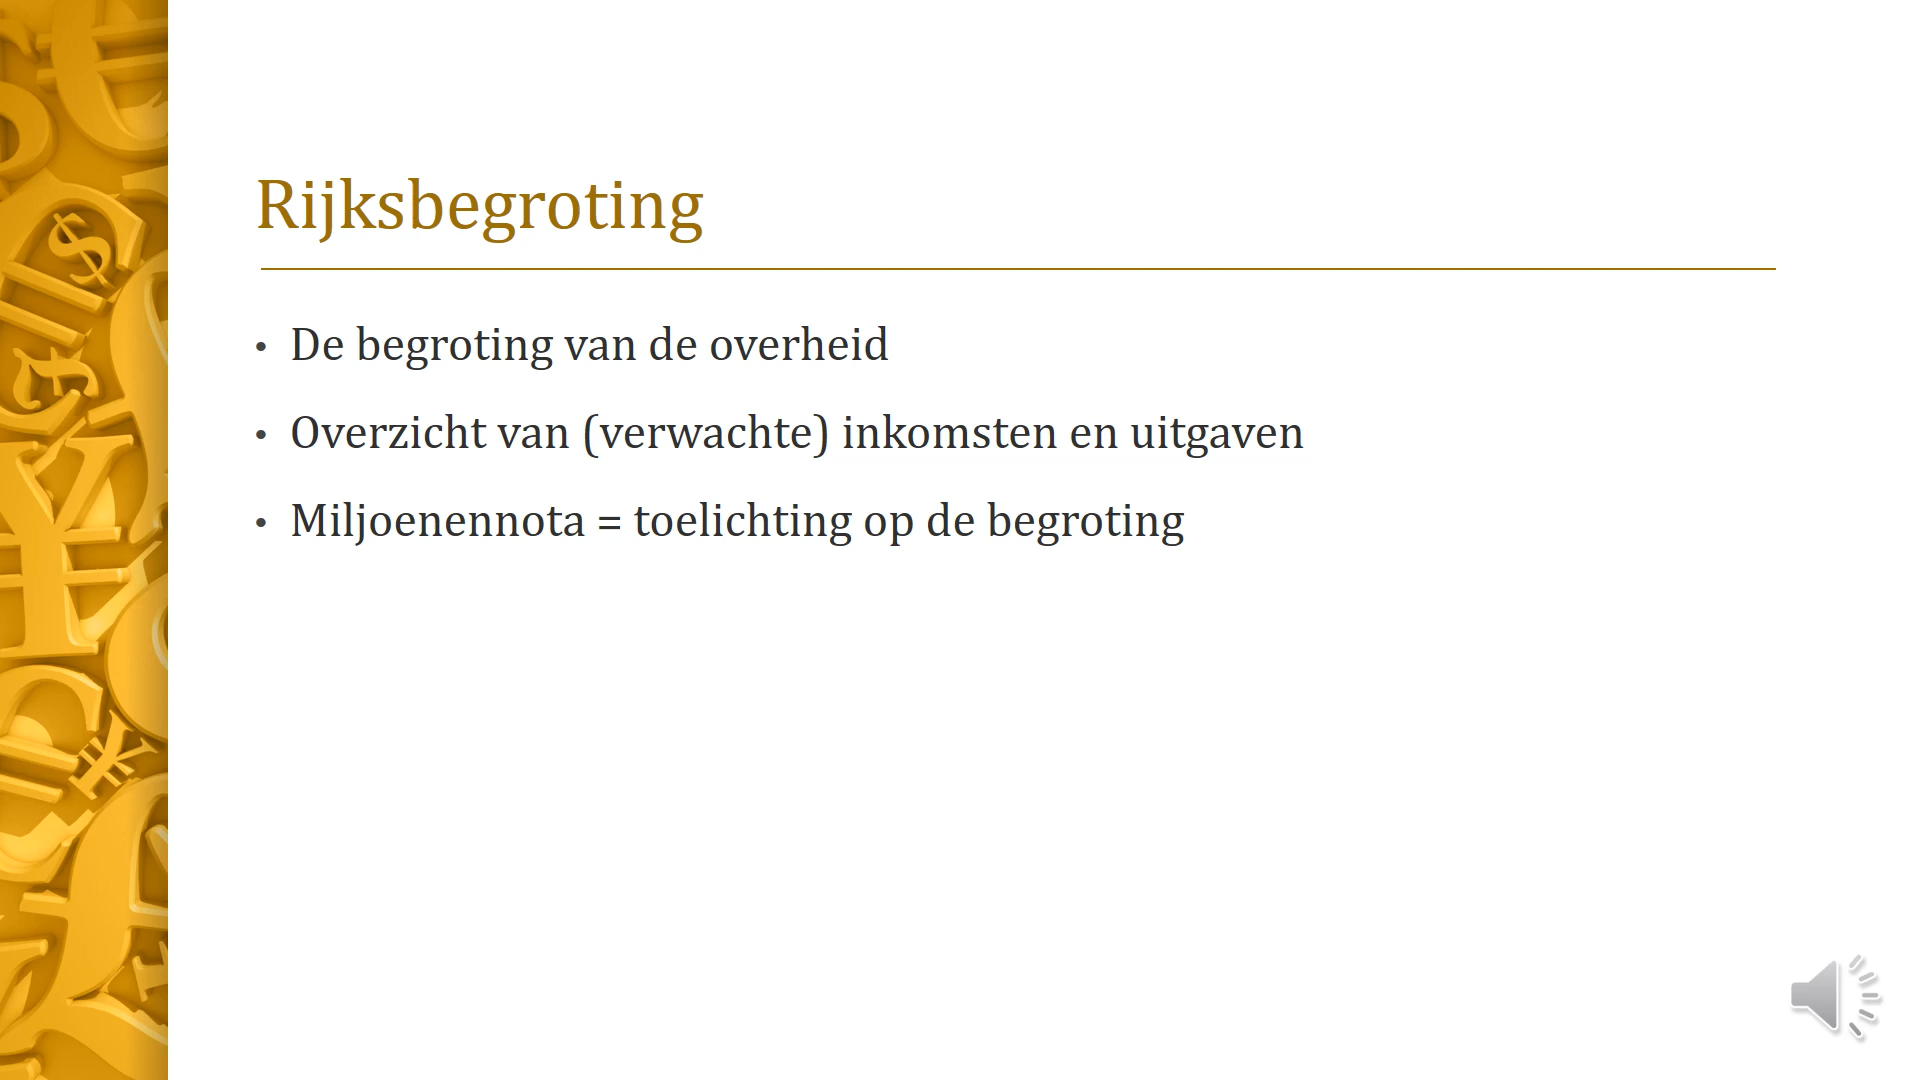 Rijksbegroting
• De begroting van de overheid
• Overzicht van (verwachte) inkomsten en uitgaven
• Miljoenennota = toelichting op de begroting